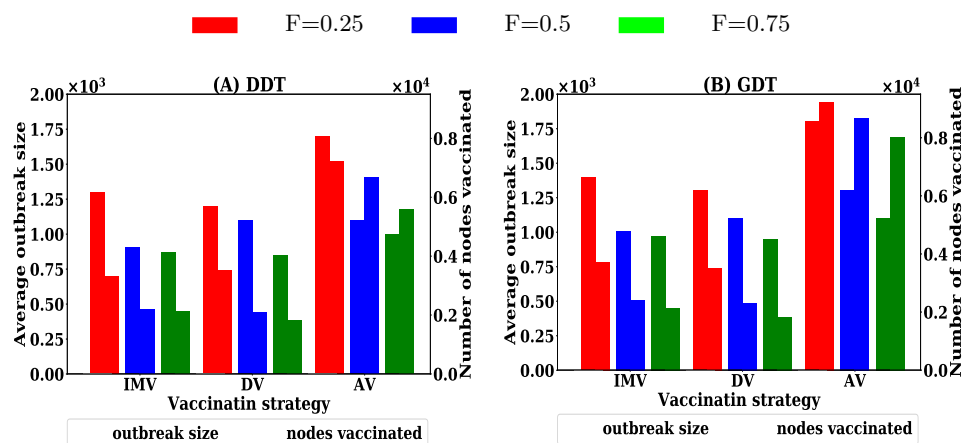 F=0.25 F=0.5 F=0.75
×10³ (A) DDT ×10⁴
2.00
1.75
1.50
1.25
1.00
0.75
0.50
0.25
0.00
Average outbreak size
0.8
0.6
0.4
0.2
0.0
Number of nodes vaccinated
IMV DV AV
Vaccinatin strategy
outbreak size nodes vaccinated
×10³ (B) GDT ×10⁴
2.00
1.75
1.50
1.25
1.00
0.75
0.50
0.25
0.00
Average outbreak size
0.8
0.6
0.4
0.2
0.0
Number of nodes vaccinated
IMV DV AV
Vaccinatin strategy
outbreak size nodes vaccinated